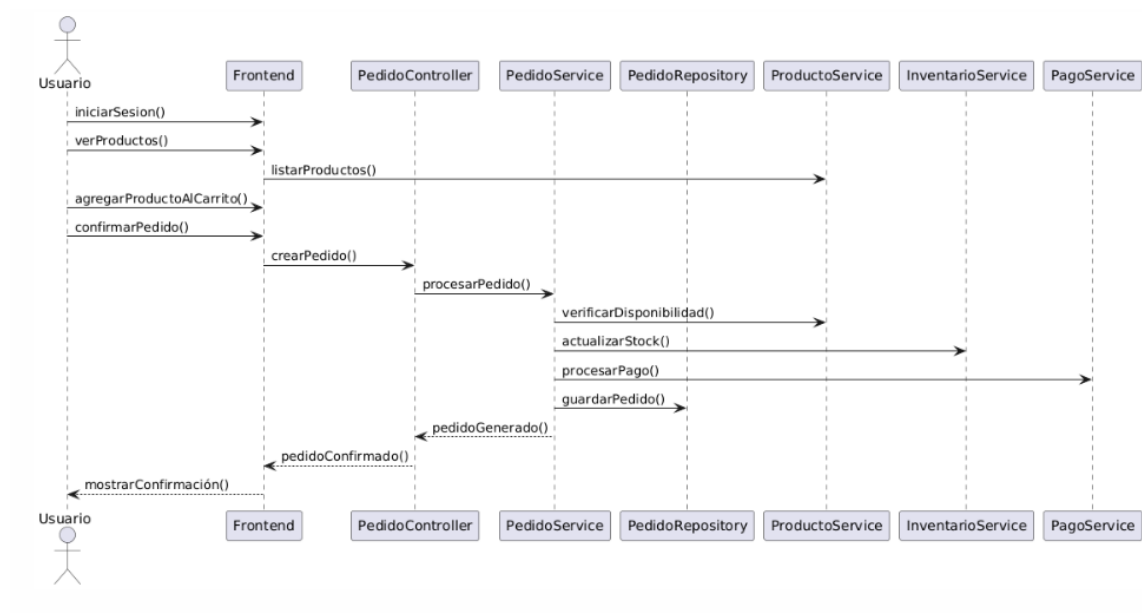 Usuario
Frontend
PedidoController
PedidoService
PedidoRepository
ProductoService
InventarioService
PagoService
iniciarSesion()
verProductos()
listarProductos()
agregarProductoAlCarrito()
confirmarPedido()
crearPedido()
procesarPedido()
verificarDisponibilidad()
actualizarStock()
procesarPago()
guardarPedido()
pedidoGenerado()
pedidoConfirmado()
mostrarConfirmación()
Usuario
Frontend
PedidoController
PedidoService
PedidoRepository
ProductoService
InventarioService
PagoService